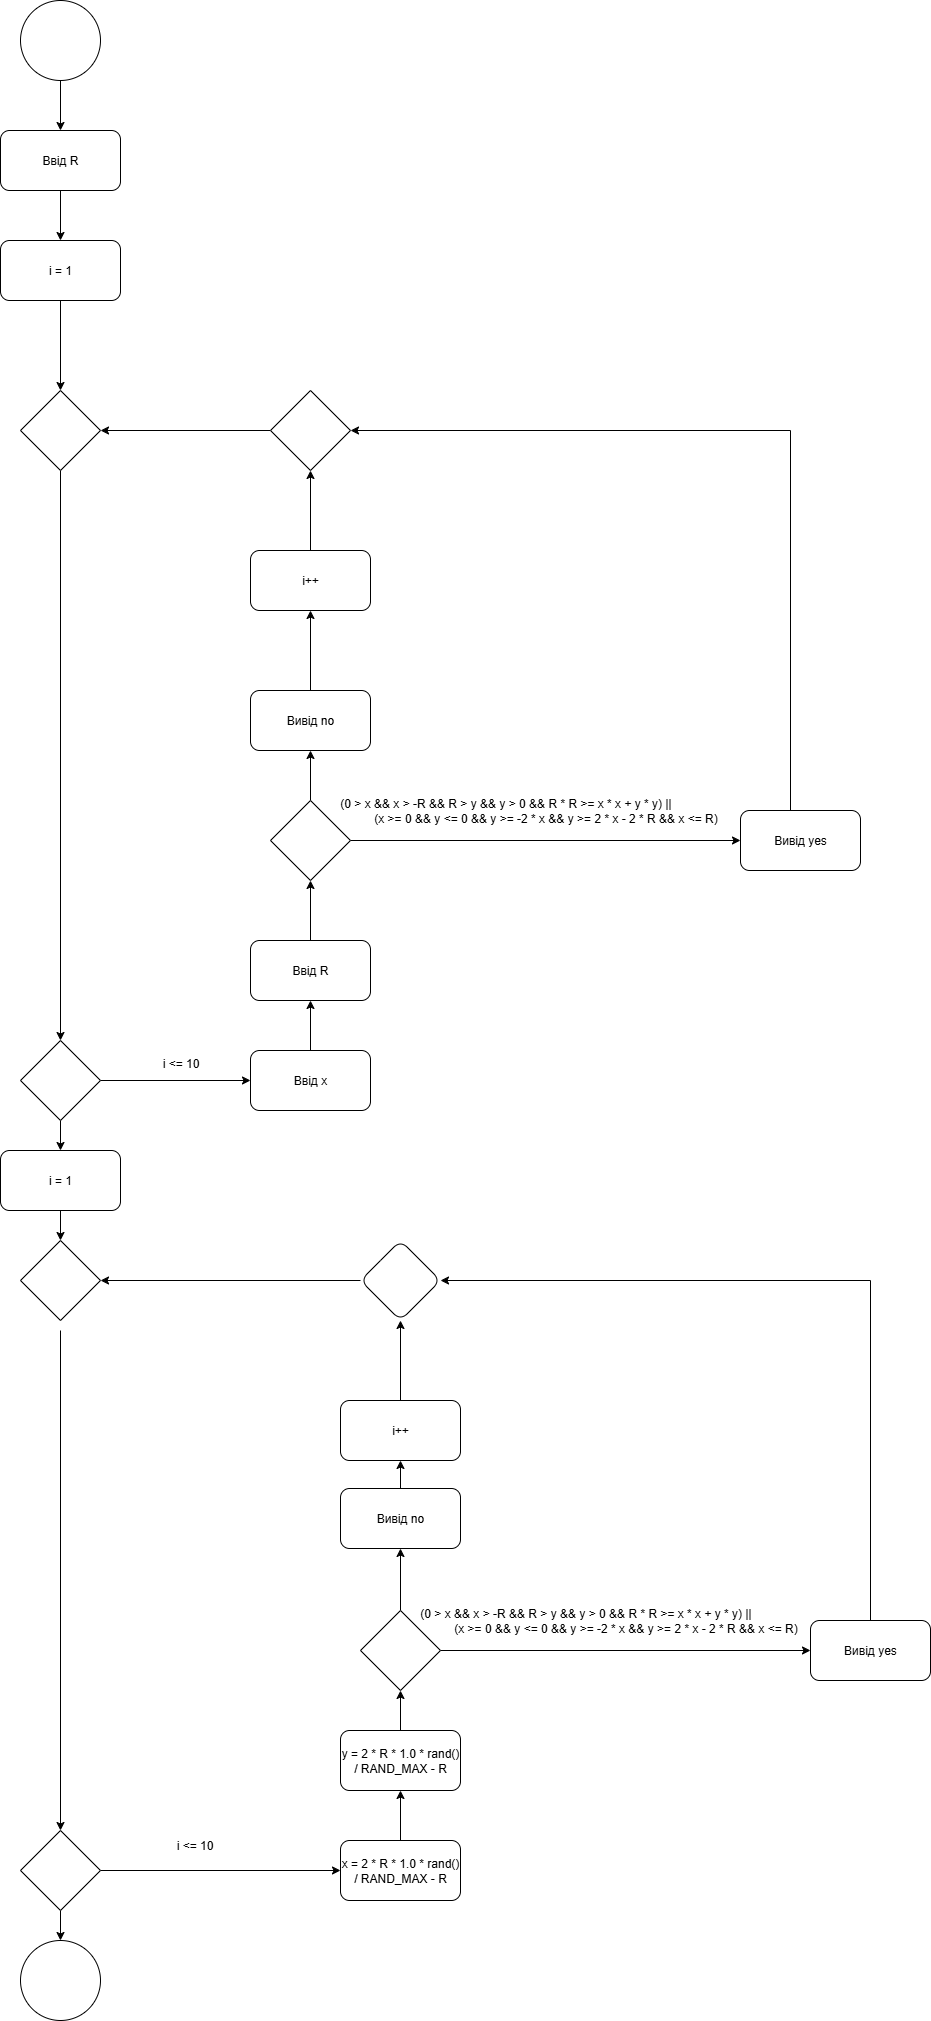 Ввід R
i = 1
i++
Вивід no
(0 > x && x > -R && R > y && y > 0 && R * R >= x * x + y * y) ||
(x >= 0 && y <= 0 && y >= -2 * x && y >= 2 * x - 2 * R && x <= R)
Вивід yes
Ввід R
i <= 10
Ввід x
i = 1
i++
Вивід no
(0 > x && x > -R && R > y && y > 0 && R * R >= x * x + y * y) ||
(x >= 0 && y <= 0 && y >= -2 * x && y >= 2 * x - 2 * R && x <= R)
Вивід yes
y = 2 * R * 1.0 * rand()
/ RAND_MAX - R
i <= 10
x = 2 * R * 1.0 * rand()
/ RAND_MAX - R